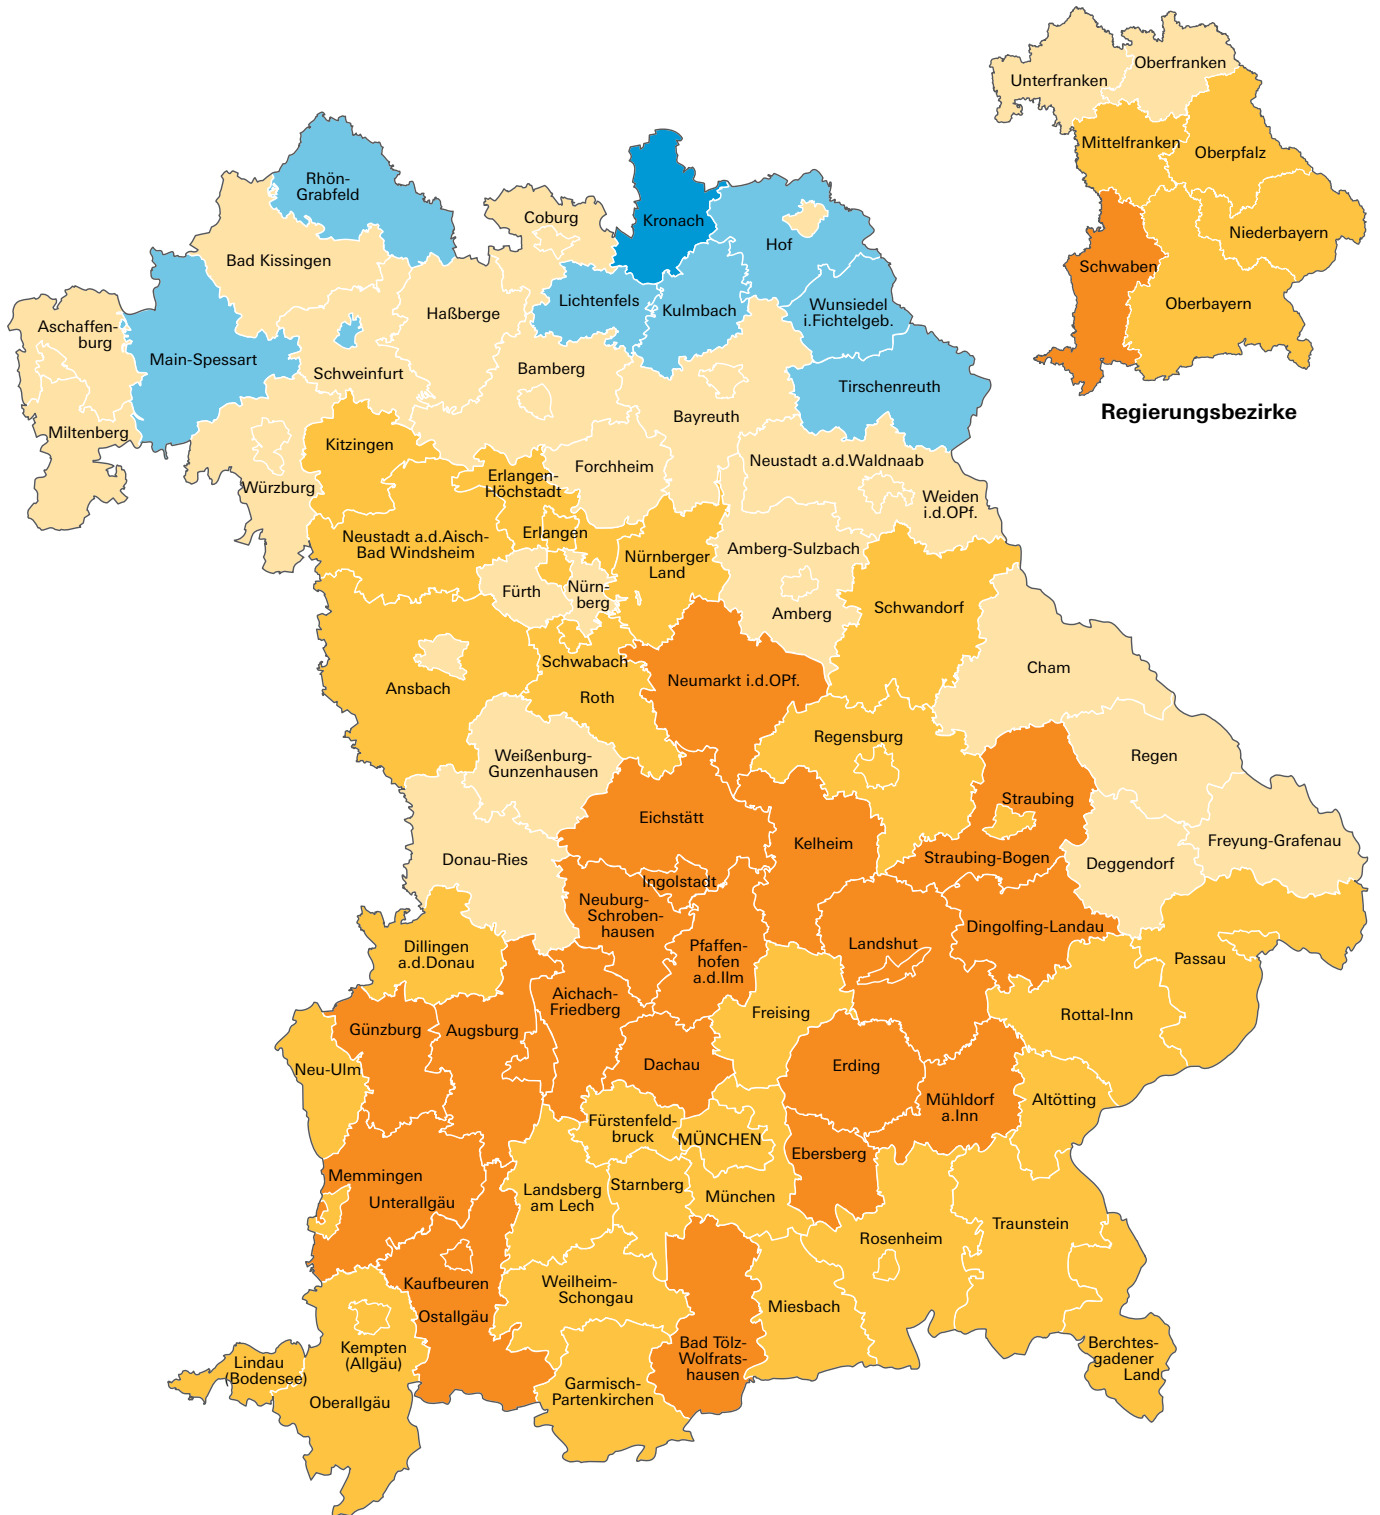 Oberfranken
Unterfranken
Mittelfranken
Oberpfalz
Niederbayern
Schwaben
Oberbayern
Regierungsbezirke
Rhön-
Grabfeld
Coburg
Kronach
Hof
Bad Kissingen
Lichtenfels
Kulmbach
Wunsiedel
i.Fichtelgeb.
Haßberge
Aschaffen-
burg
Main-Spessart
Schweinfurt
Bamberg
Tirschenreuth
Bayreuth
Miltenberg
Kitzingen
Forchheim
Neustadt a.d.Waldnaab
Würzburg
Erlangen-
Höchstadt
Weiden
i.d.OPf.
Neustadt a.d.Aisch-
Bad Windsheim
Erlangen
Nürnberger
Land
Amberg-Sulzbach
Fürth
Nürn-
berg
Amberg
Schwandorf
Schwabach
Cham
Ansbach
Roth
Neumarkt i.d.OPf.
Weißenburg-
Gunzenhausen
Regensburg
Regen
Straubing
Eichstätt
Kelheim
Freyung-Grafenau
Donau-Ries
Straubing-Bogen
Deggendorf
Ingolstadt
Neuburg-
Schroben-
hausen
Dingolfing-Landau
Dillingen
a.d.Donau
Pfaffen-
hofen
a.d.Ilm
Landshut
Passau
Aichach-
Friedberg
Freising
Rottal-Inn
Günzburg
Augsburg
Neu-Ulm
Dachau
Erding
Mühldorf
a.Inn
Altötting
Fürstenfeld-
bruck
MÜNCHEN
Ebersberg
Memmingen
Unterallgäu
Landsberg
am Lech
Starnberg
München
Traunstein
Rosenheim
Kaufbeuren
Ostallgäu
Weilheim-
Schongau
Miesbach
Kempten
(Allgäu)
Bad Tölz-
Wolfrats-
hausen
Berchtes-
gadener
Land
Lindau
(Bodensee)
Oberallgäu
Garmisch-
Partenkirchen